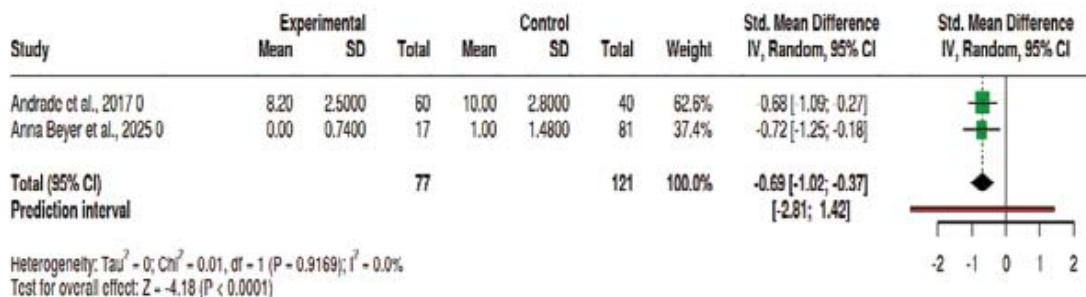 Experimental Control Std. Mean Difference Std. Mean Difference
Study Mean SD Total Mean SD Total Weight IV, Random, 95% CI IV, Random, 95% CI
Andrade et al., 2017 0 8.20 2.5000 60 10.00 2.8000 40 62.6% -0.68 [-1.09; -0.27]
Anna Beyer et al., 2025 0 0.00 0.7400 17 1.00 1.4800 81 37.4% -0.72 [-1.25; -0.18]
Total (95% CI) 77 121 100.0% -0.69 [-1.02; -0.37]
Prediction interval [-2.81; 1.42]
Heterogeneity: Tau² = 0; Chi² = 0.01, df = 1 (P = 0.9169); I² = 0.0%
Test for overall effect: Z = -4.18 (P < 0.0001)
-2 -1 0 1 2